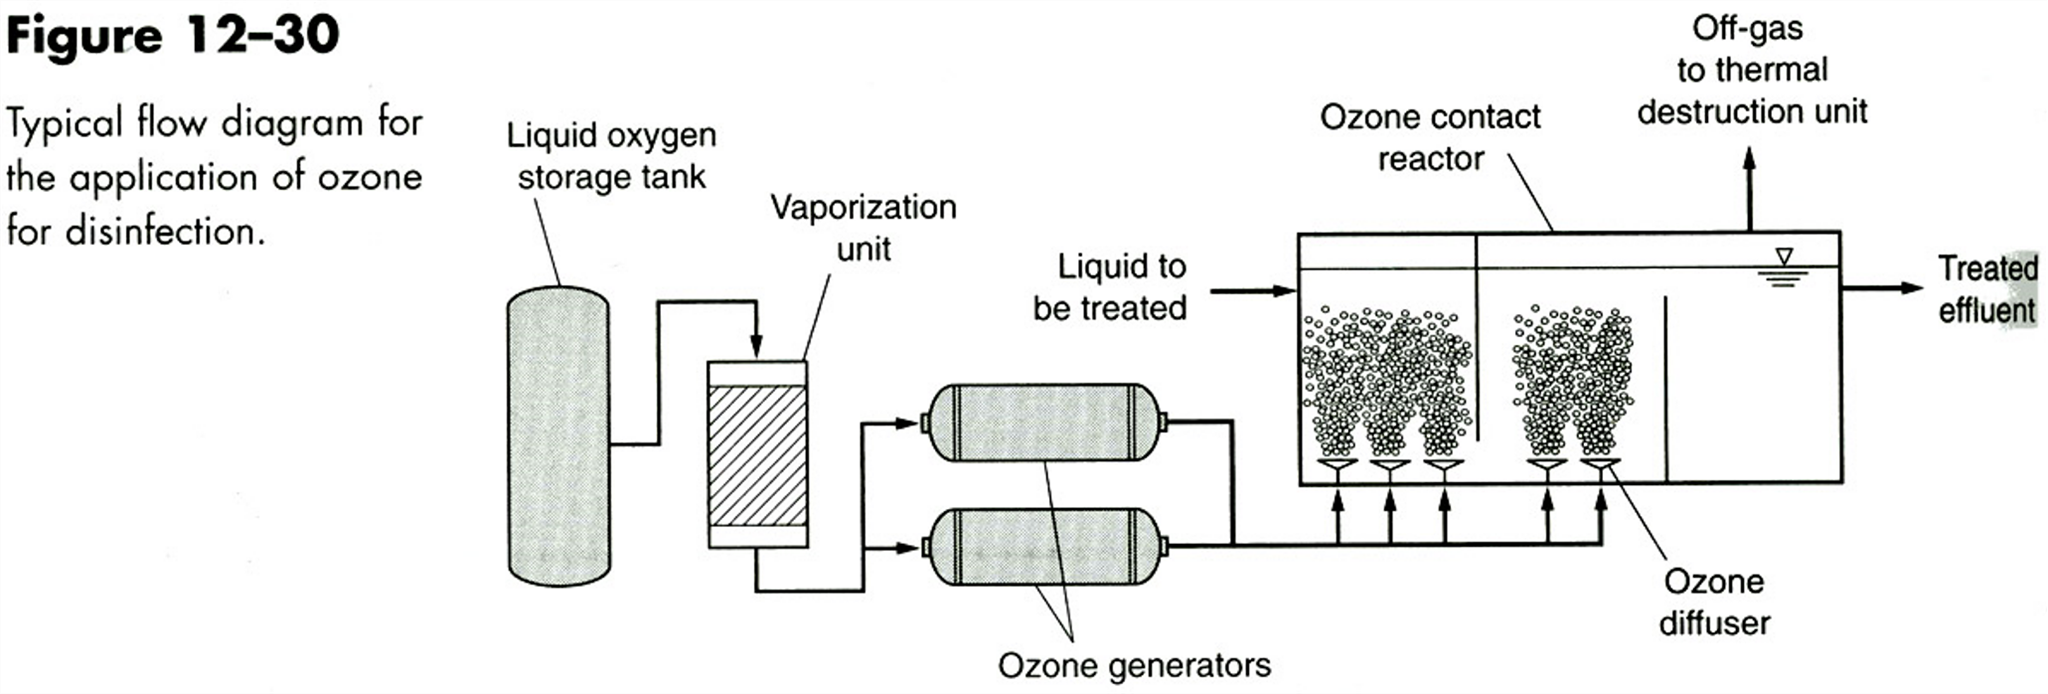 Figure 12–30
Typical flow diagram for
the application of ozone
for disinfection.
Liquid oxygen
storage tank
Vaporization
unit
Liquid to
be treated
Ozone contact
reactor
Off-gas
to thermal
destruction unit
Treated
effluent
Ozone generators
Ozone
diffuser